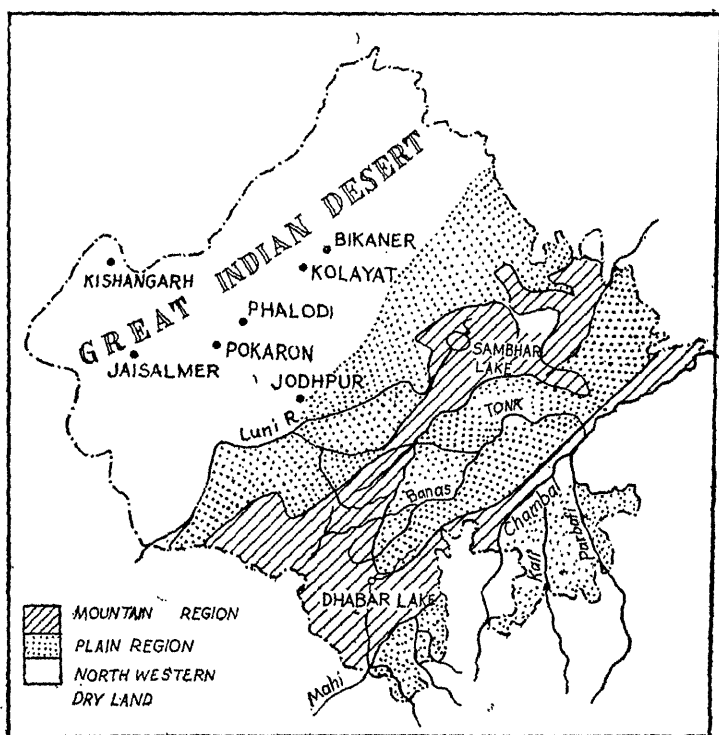 GREAT INDIAN DESERT
BIKANER
KOLAYAT
KISHANGARH
PHALODI
POKARON
JAISALMER
JODHPUR
SAMBHAR
LAKE
Luni R.
TONK
Banas
Chambal
Kali
Parbati
DHABAR LAKE
Mahi
MOUNTAIN REGION
PLAIN REGION
NORTH WESTERN
DRY LAND